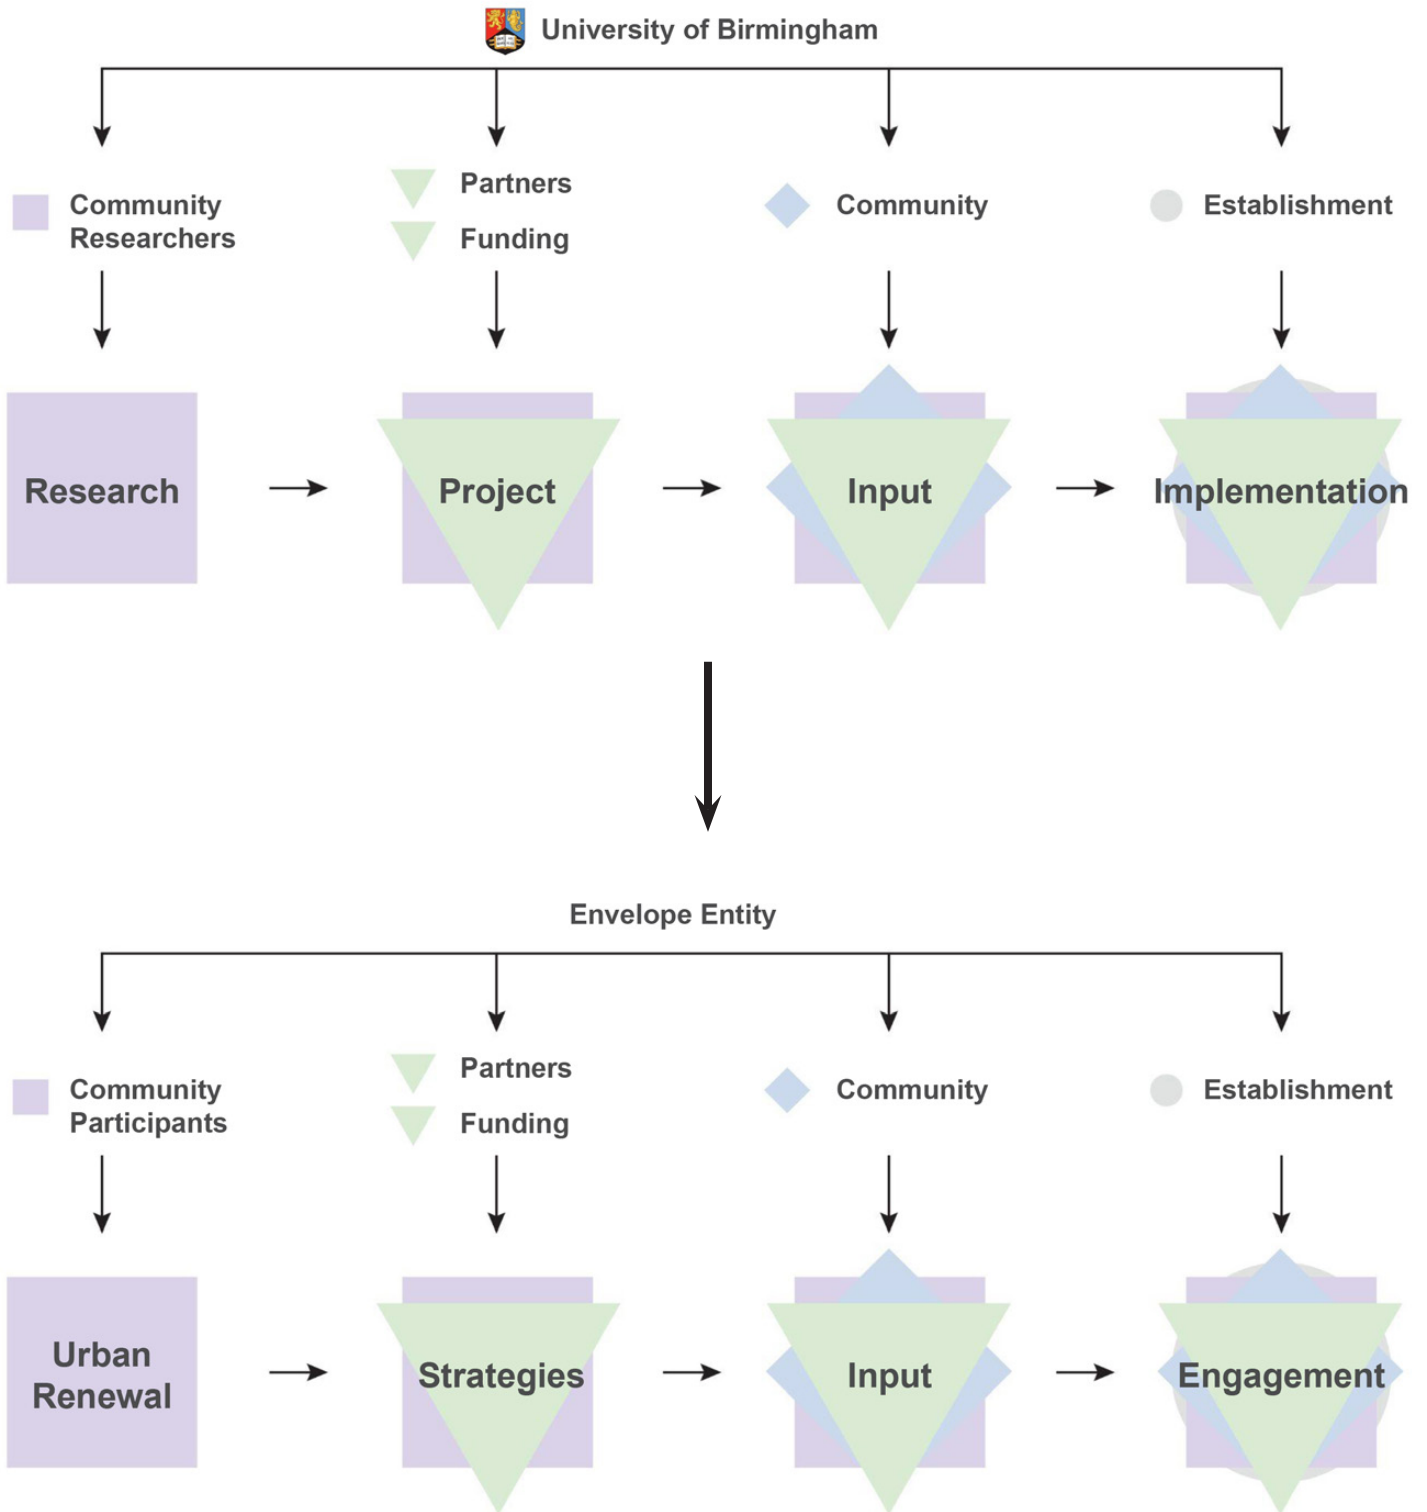 University of Birmingham
Community
Researchers
Partners
Funding
Community
Establishment
Research
Project
Input
Implementation
Envelope Entity
Community
Participants
Partners
Funding
Community
Establishment
Urban
Renewal
Strategies
Input
Engagement